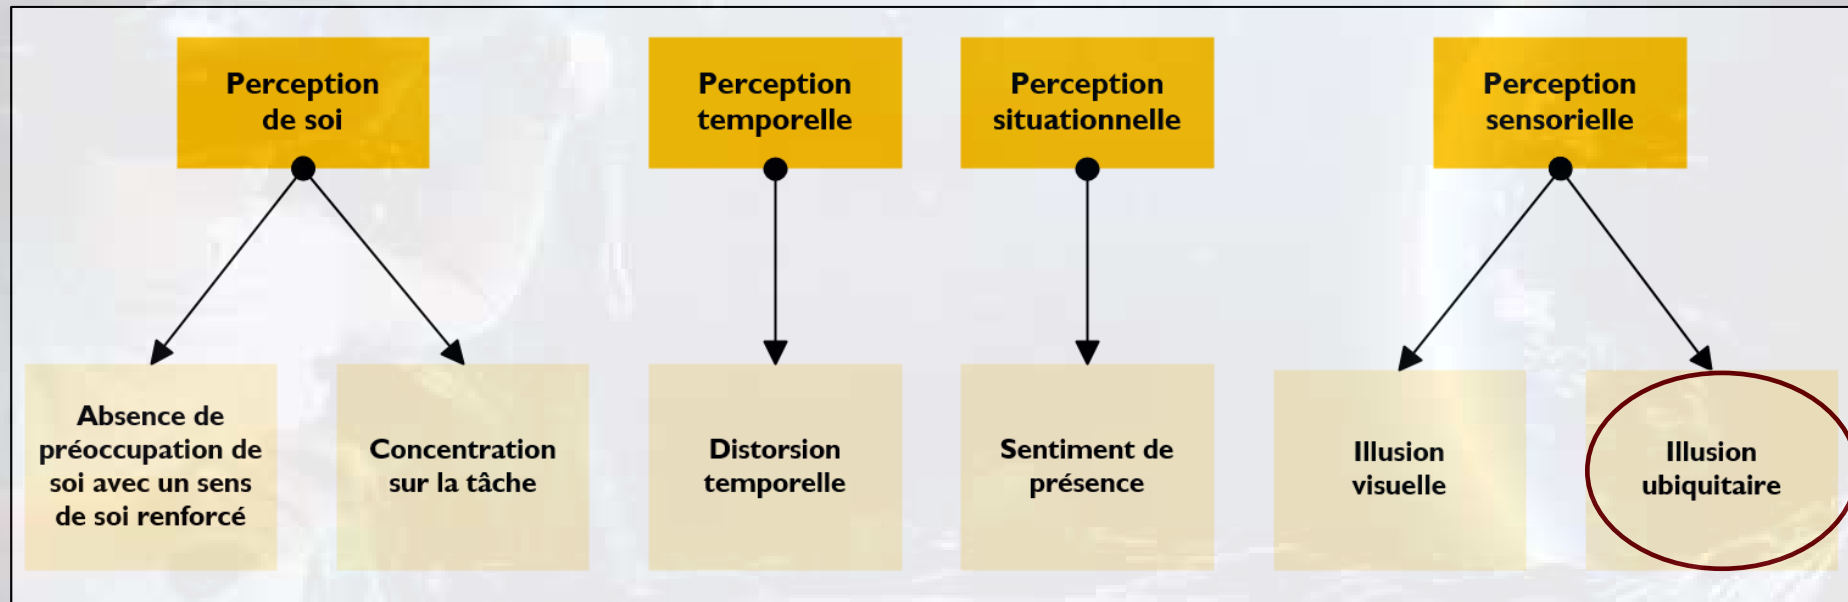 Perception
de soi
Perception
temporelle
Perception
situationnelle
Perception
sensorielle
Absence de
préoccupation de
soi avec un sens
de soi renforcé
Concentration
sur la tâche
Distorsion
temporelle
Sentiment de
présence
Illusion
visuelle
Illusion
ubiquitaire